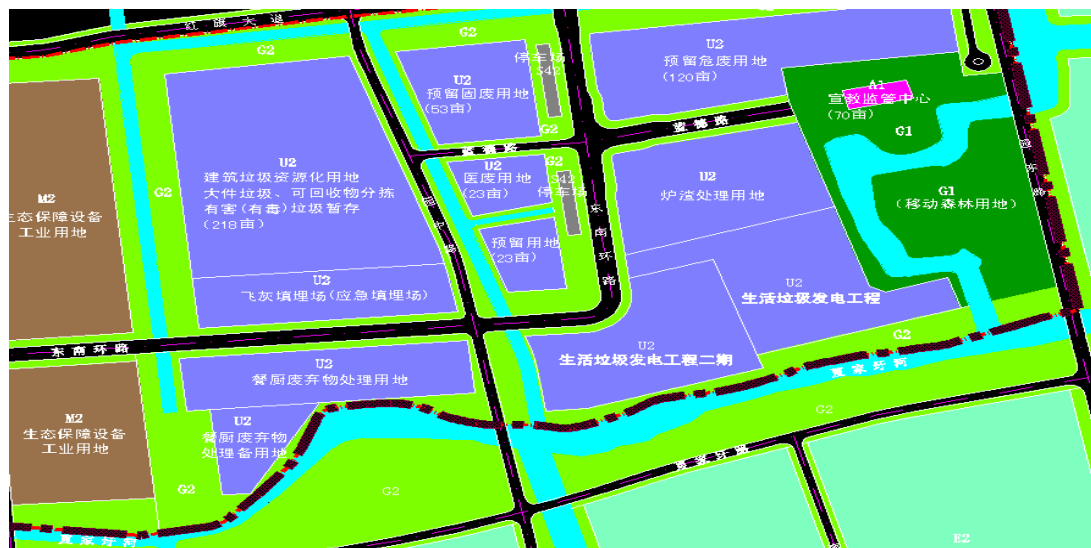 红旗大道
G2
G2
G2
U2
预留危废用地
(120亩)
停车场
S42
U2
预留固废用地
(53亩)
A1
宣教监管中心
(70亩)
G1
G2
蓝德路
蓝德路
U2
建筑垃圾资源化用地
大件垃圾、可回收物分拣
有害(有毒)垃圾暂存
(218亩)
G2
M2
生态保障设备
工业用地
U2
医废用地
(23亩)
G2
S42
停车场
U2
炉渣处理用地
G1
(移动森林用地)
东南环路
预留用地
(23亩)
U2
飞灰填埋场(应急填埋场)
U2
生活垃圾发电工程
G2
东南环路
U2
生活垃圾发电工程二期
U2
餐厨废弃物处理用地
M2
生态保障设备
工业用地
U2
餐厨废弃物
处理备用地
G2
G2
G2
E2